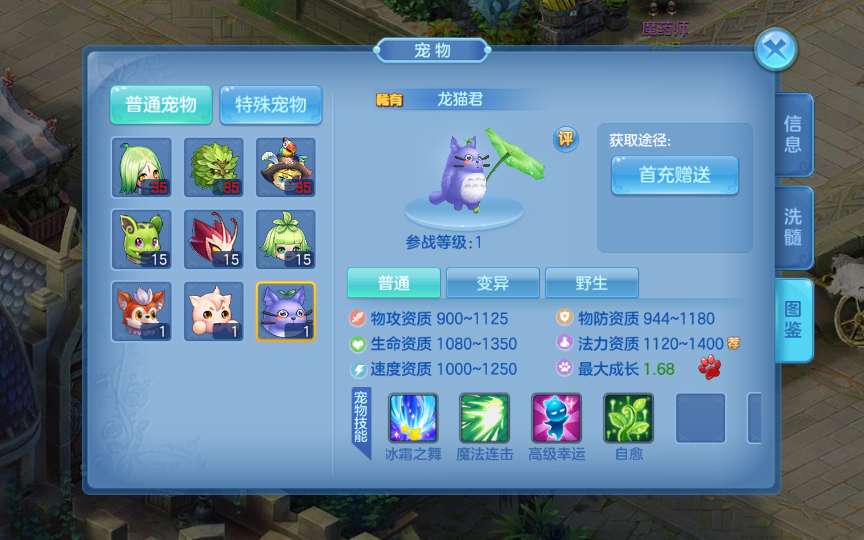 宠物
普通宠物
特殊宠物
稀有
龙猫君
评
获取途径:
首充赠送
信息
洗髓
图鉴
35
35
35
15
15
15
1
1
1
参战等级:1
普通
变异
野生
物攻资质 900~1125
物防资质 944~1180
生命资质 1080~1350
法力资质 1120~1400 荐
速度资质 1000~1250
最大成长 1.68
宠物技能
冰霜之舞
魔法连击
高级幸运
自愈